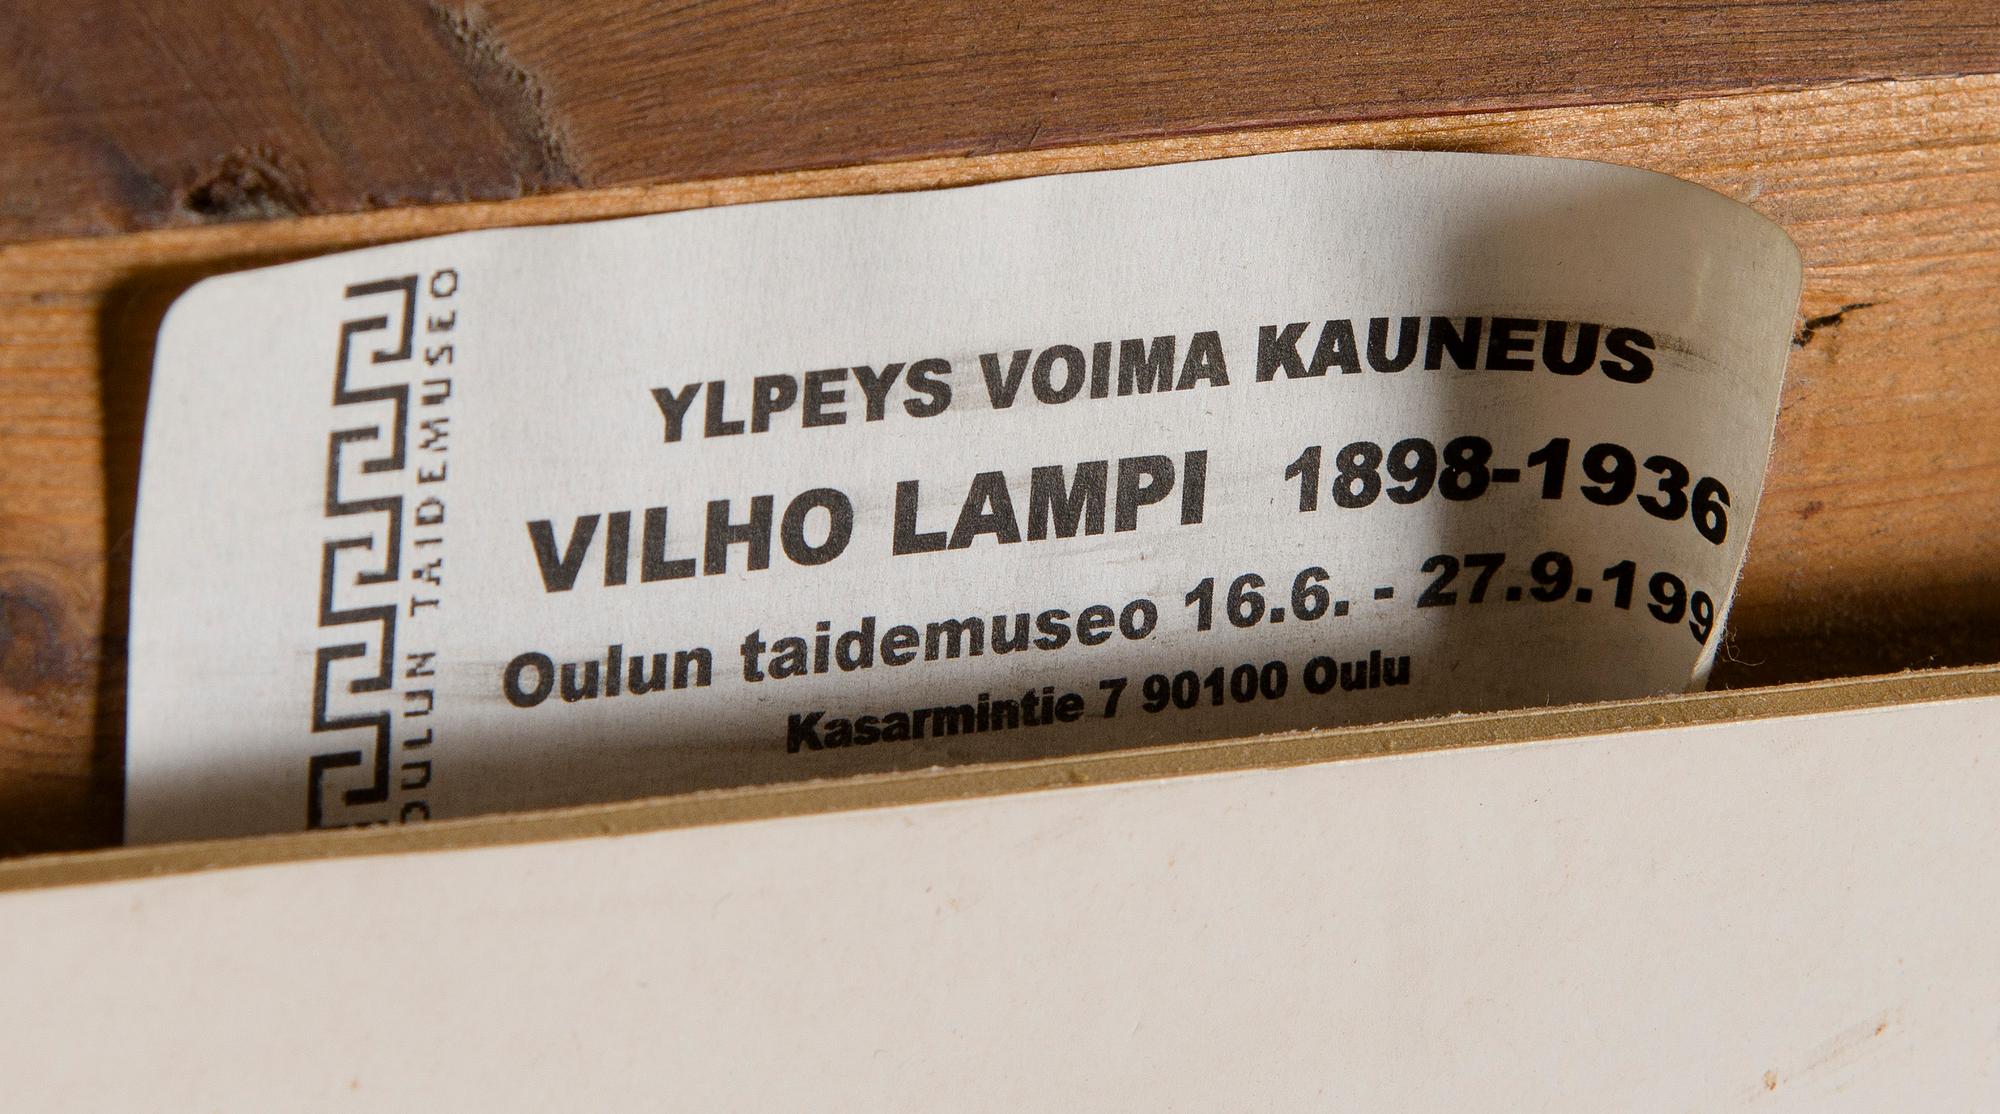 OULUN TAIDEMUSEO
YLPEYS VOIMA KAUNEUS
VILHO LAMPI 1898-1936
Oulun taidemuseo 16.6. - 27.9.199
Kasarmintie 7 90100 Oulu